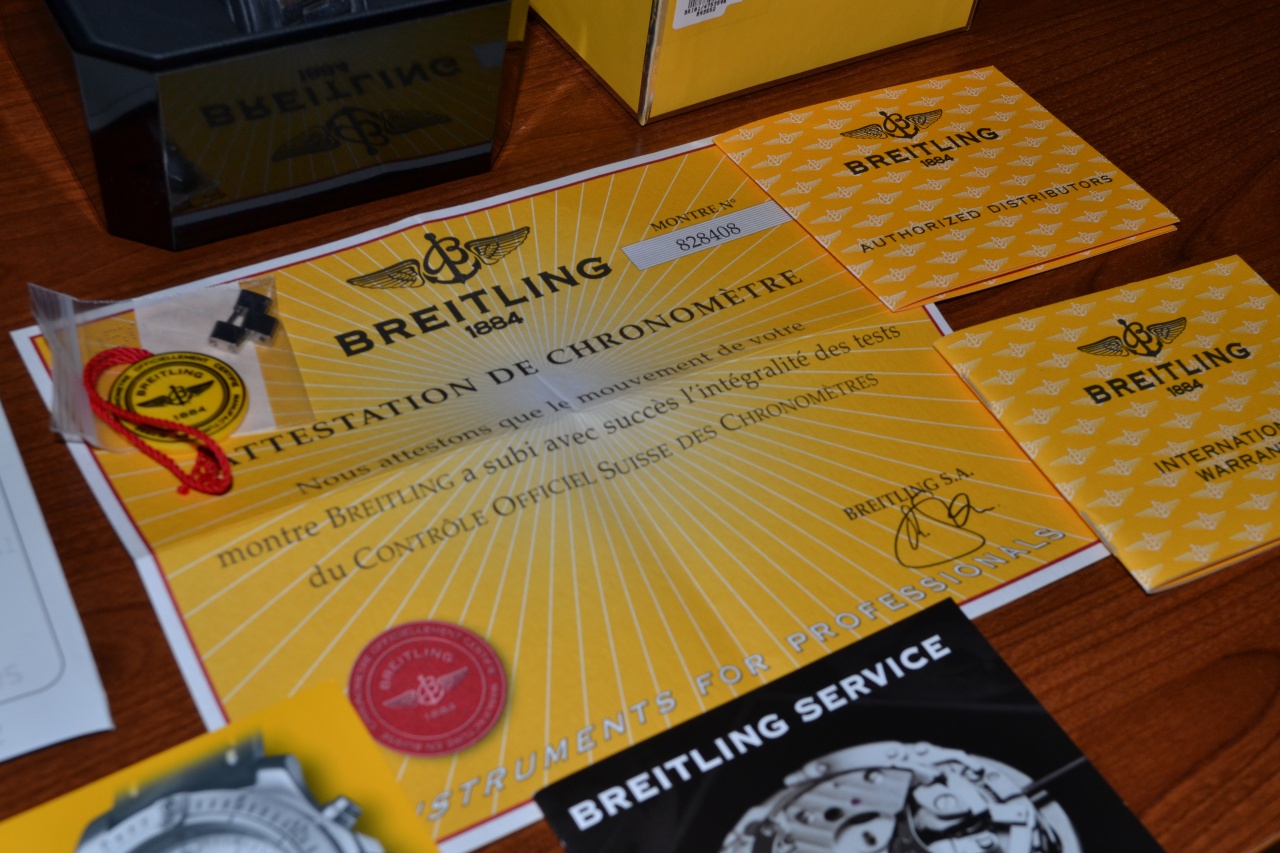 BREITLING
1884
BREITLING
1884
AUTHORIZED DISTRIBUTORS
MONTRE N°
828408
BREITLING
1884
ATTESTATION DE CHRONOMÈTRE
Nous attestons que le mouvement de votre
montre BREITLING a subi avec succès l'intégralité des tests
du CONTRÔLE OFFICIEL SUISSE DES CHRONOMÈTRES
BREITLING S.A.
INSTRUMENTS FOR PROFESSIONALS
BREITLING
1884
BREITLING
1884
INTERNATION
WARRAN
BREITLING
1884
BREITLING SERVICE